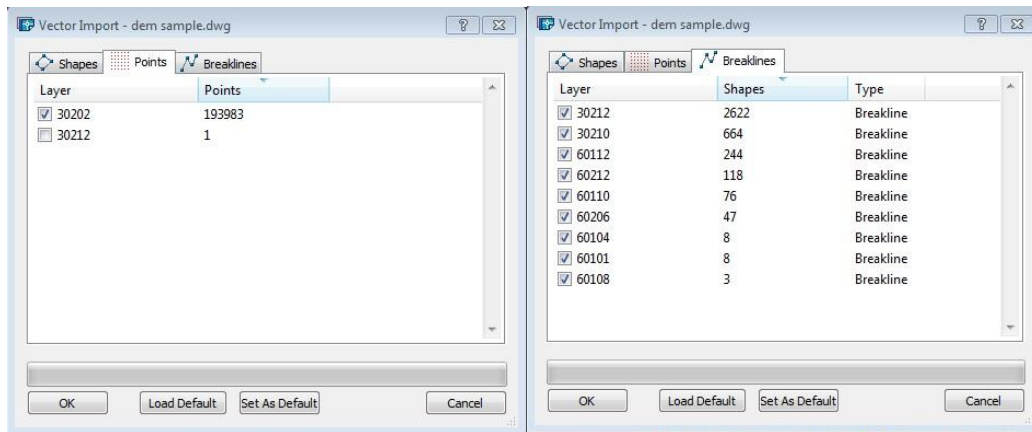 Vector Import - dem sample.dwg
Shapes Points Breaklines
Layer Points
30202 193983
30212 1
OK Load Default Set As Default Cancel
Vector Import - dem sample.dwg
Shapes Points Breaklines
Layer Shapes Type
30212 2622 Breakline
30210 664 Breakline
60112 244 Breakline
60212 118 Breakline
60110 76 Breakline
60206 47 Breakline
60104 8 Breakline
60101 8 Breakline
60108 3 Breakline
OK Load Default Set As Default Cancel